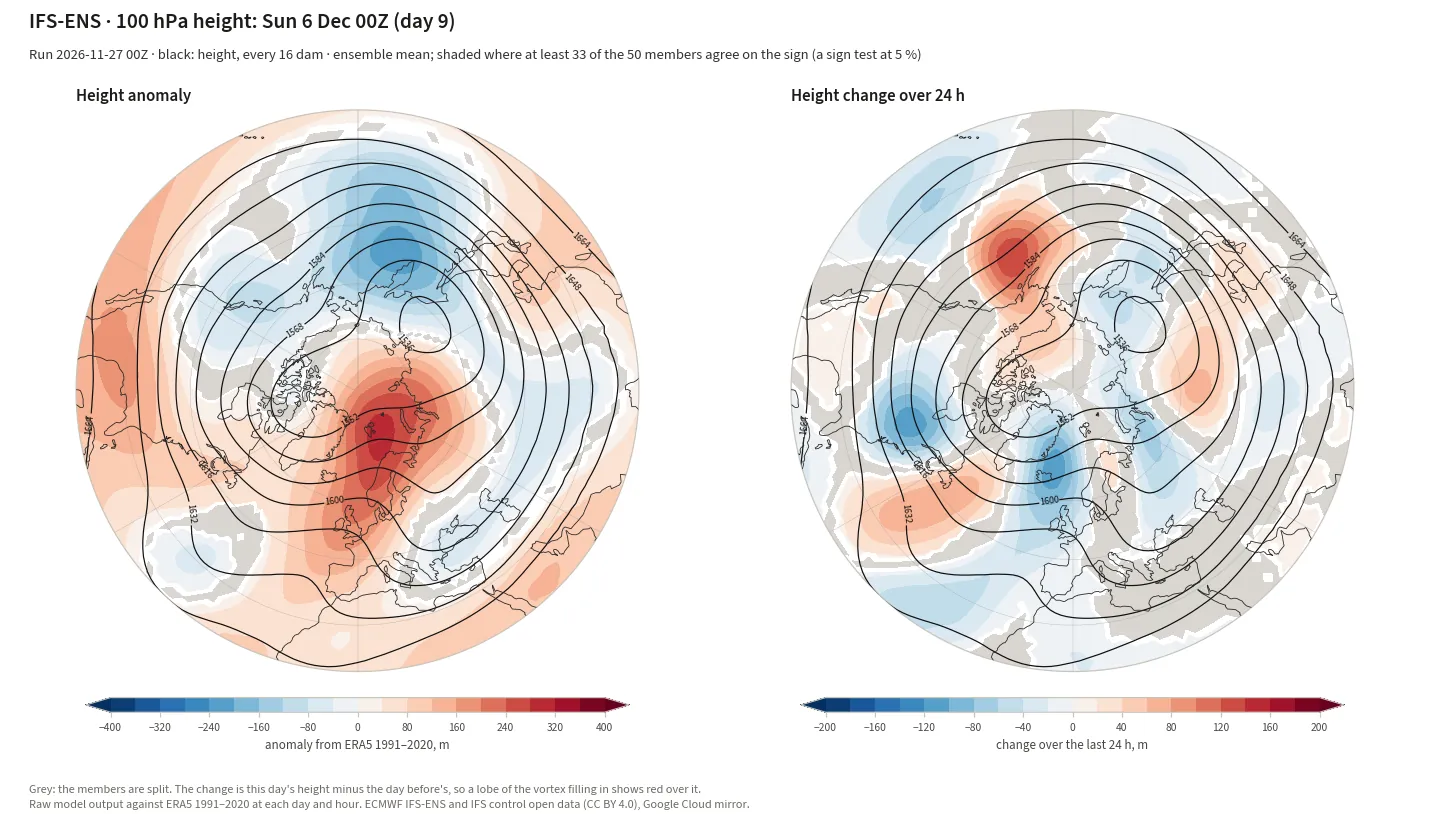 IFS-ENS · 100 hPa height: Sun 6 Dec 00Z (day 9)
Run 2026-11-27 00Z · black: height, every 16 dam · ensemble mean; shaded where at least 33 of the 50 members agree on the sign (a sign test at 5 %)
Height anomaly
Height change over 24 h
1664
1648
1584
1568
1600
1632
1664
1648
1584
1568
1600
1632
−400 −320 −240 −160 −80 0 80 160 240 320 400
anomaly from ERA5 1991–2020, m
−200 −160 −120 −80 −40 0 40 80 120 160 200
change over the last 24 h, m
Grey: the members are split. The change is this day's height minus the day before's, so a lobe of the vortex filling in shows red over it.
Raw model output against ERA5 1991–2020 at each day and hour. ECMWF IFS-ENS and IFS control open data (CC BY 4.0), Google Cloud mirror.